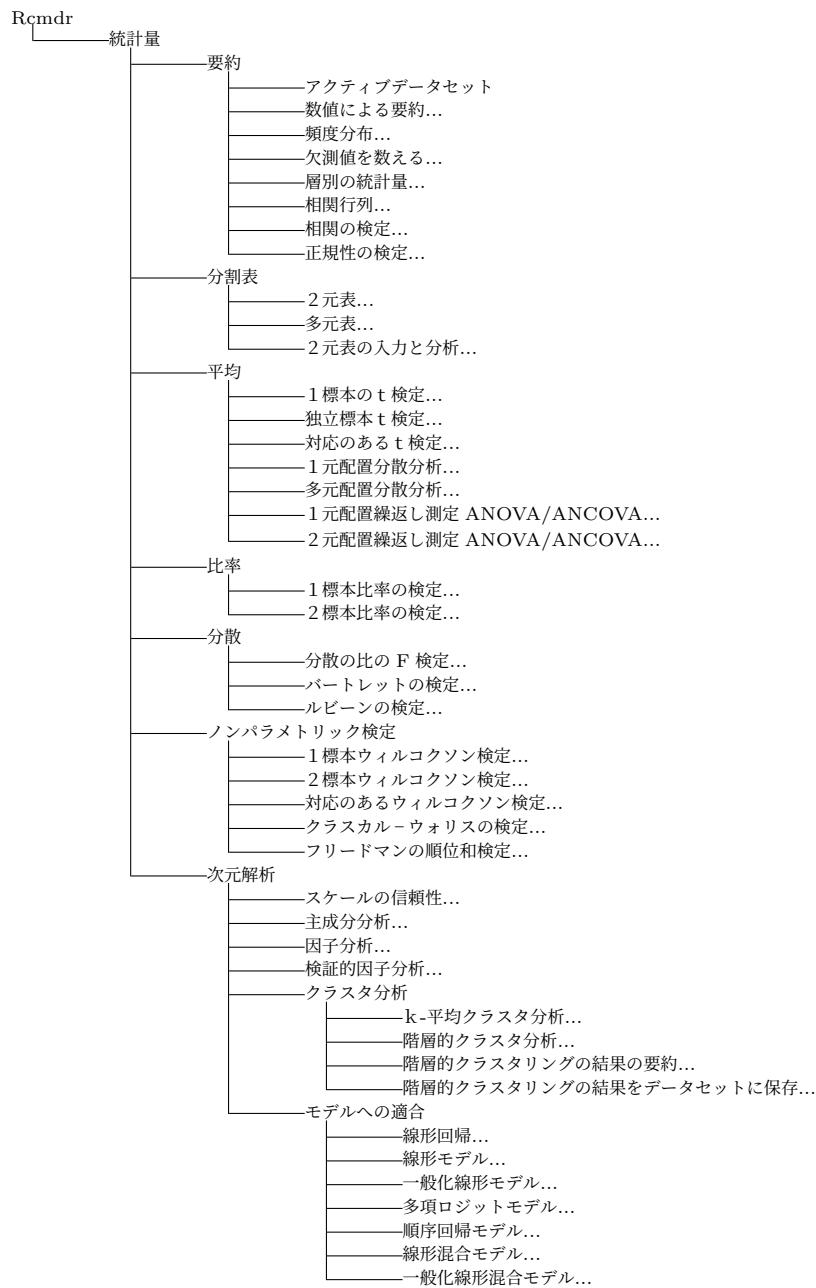 Rcmdr
統計量
要約
アクティブデータセット
数値による要約...
頻度分布...
欠測値を数える...
層別の統計量...
相関行列...
相関の検定...
正規性の検定...
分割表
２元表...
多元表...
２元表の入力と分析...
平均
１標本のｔ検定...
独立標本ｔ検定...
対応のあるｔ検定...
１元配置分散分析...
多元配置分散分析...
１元配置繰返し測定 ANOVA/ANCOVA...
２元配置繰返し測定 ANOVA/ANCOVA...
比率
１標本比率の検定...
２標本比率の検定...
分散
分散の比の F 検定...
バートレットの検定...
ルビーンの検定...
ノンパラメトリック検定
１標本ウィルコクソン検定...
２標本ウィルコクソン検定...
対応のあるウィルコクソン検定...
クラスカル－ウォリスの検定...
フリードマンの順位和検定...
次元解析
スケールの信頼性...
主成分分析...
因子分析...
検証的因子分析...
クラスタ分析
ｋ-平均クラスタ分析...
階層的クラスタ分析...
階層的クラスタリングの結果の要約...
階層的クラスタリングの結果をデータセットに保存...
モデルへの適合
線形回帰...
線形モデル...
一般化線形モデル...
多項ロジットモデル...
順序回帰モデル...
線形混合モデル...
一般化線形混合モデル...